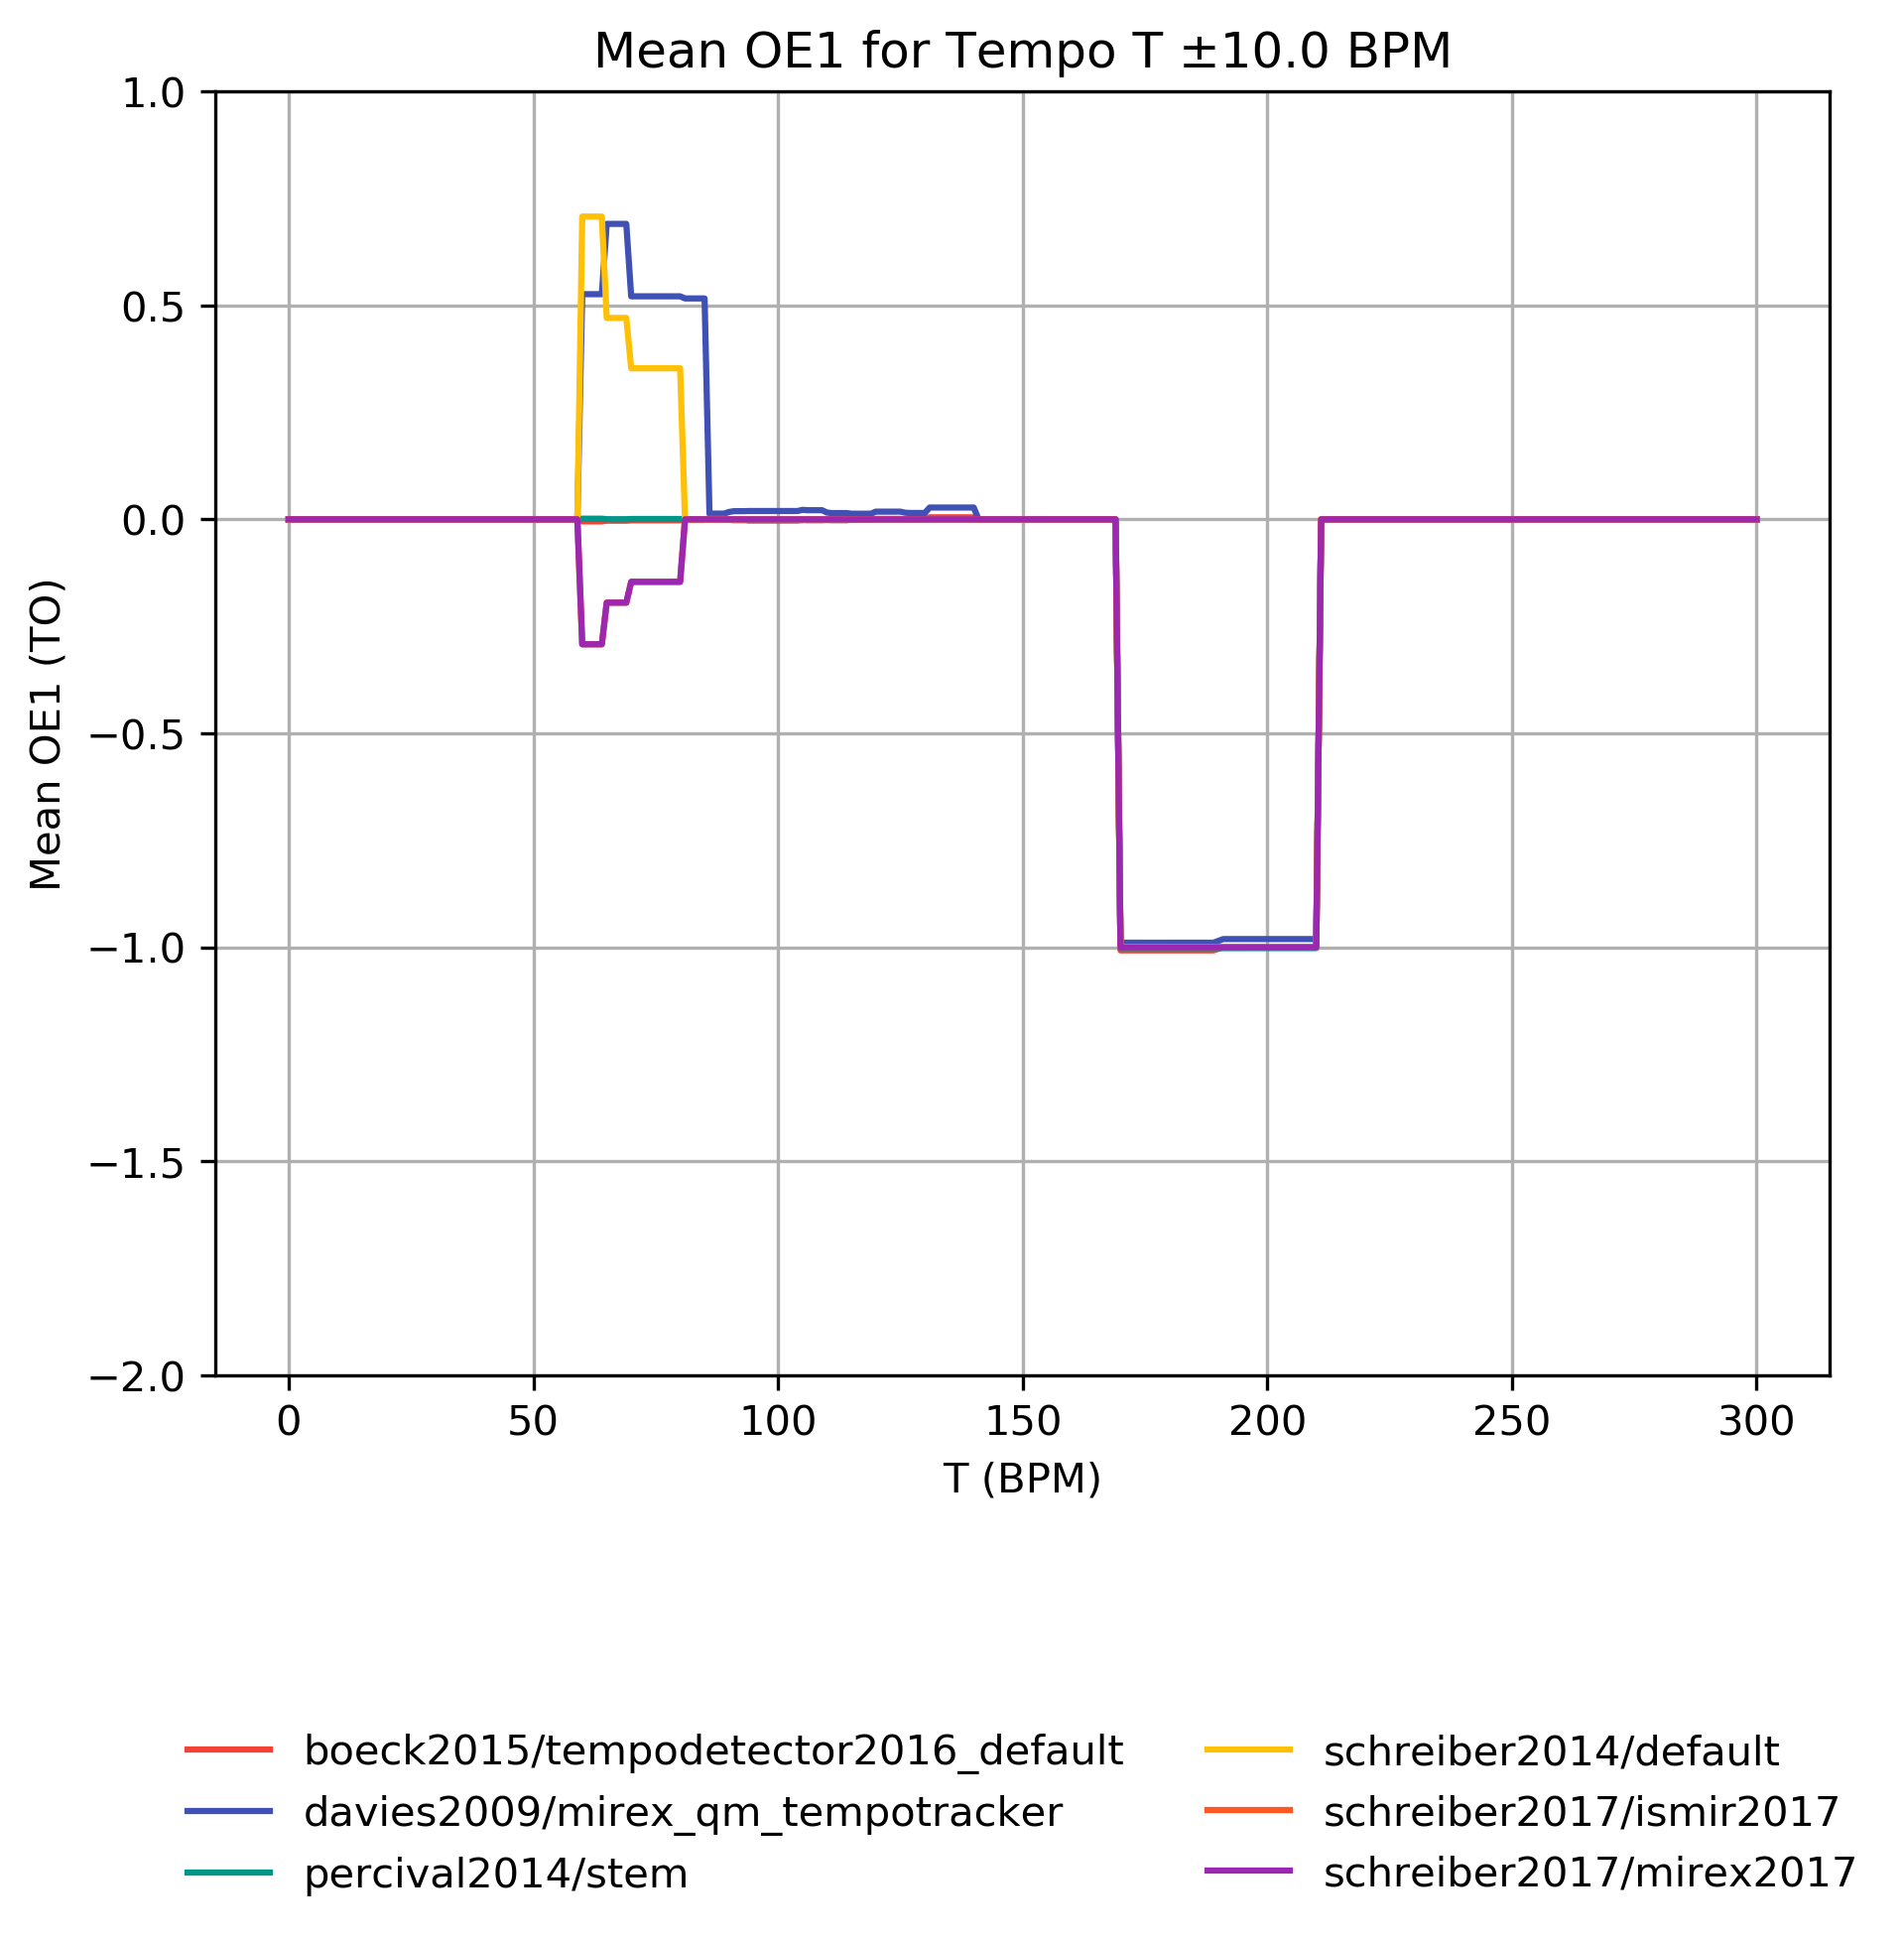 Mean OE1 for Tempo T ±10.0 BPM
1.0
0.5
0.0
−0.5
−1.0
−1.5
−2.0
Mean OE1 (TO)
0 50 100 150 200 250 300
T (BPM)
boeck2015/tempodetector2016_default
davies2009/mirex_qm_tempotracker
percival2014/stem
schreiber2014/default
schreiber2017/ismir2017
schreiber2017/mirex2017